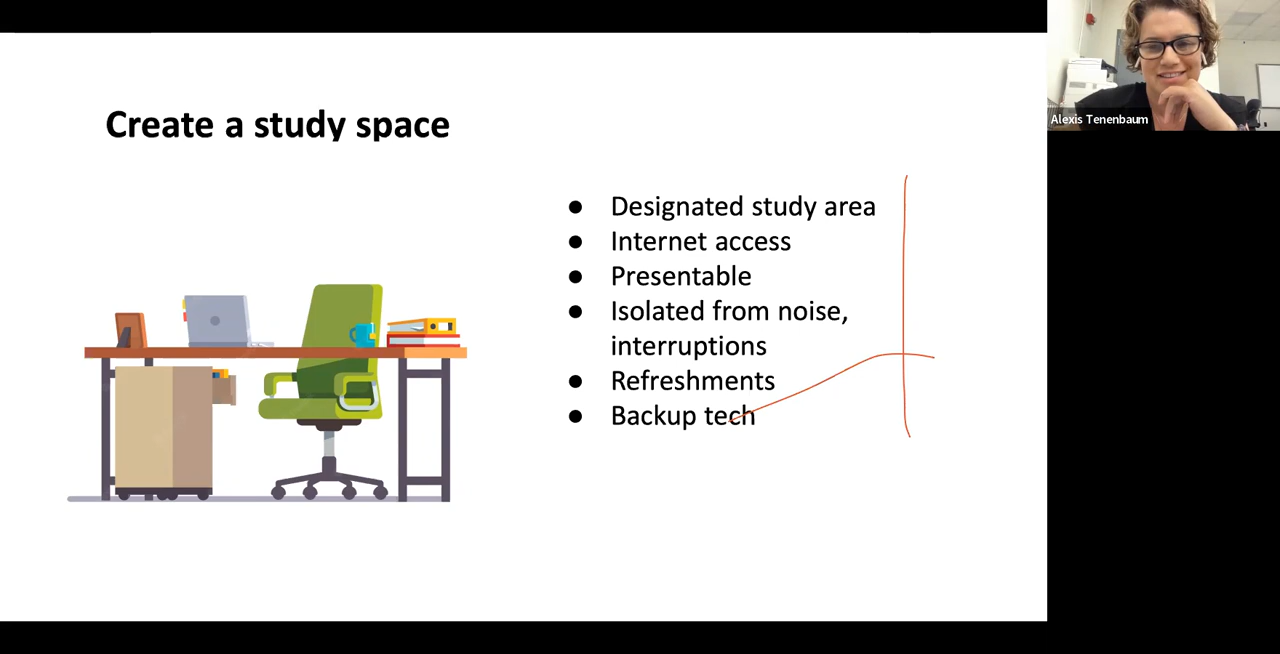 Create a study space
● Designated study area
● Internet access
● Presentable
● Isolated from noise,
interruptions
● Refreshments
● Backup tech
Alexis Tenenbaum